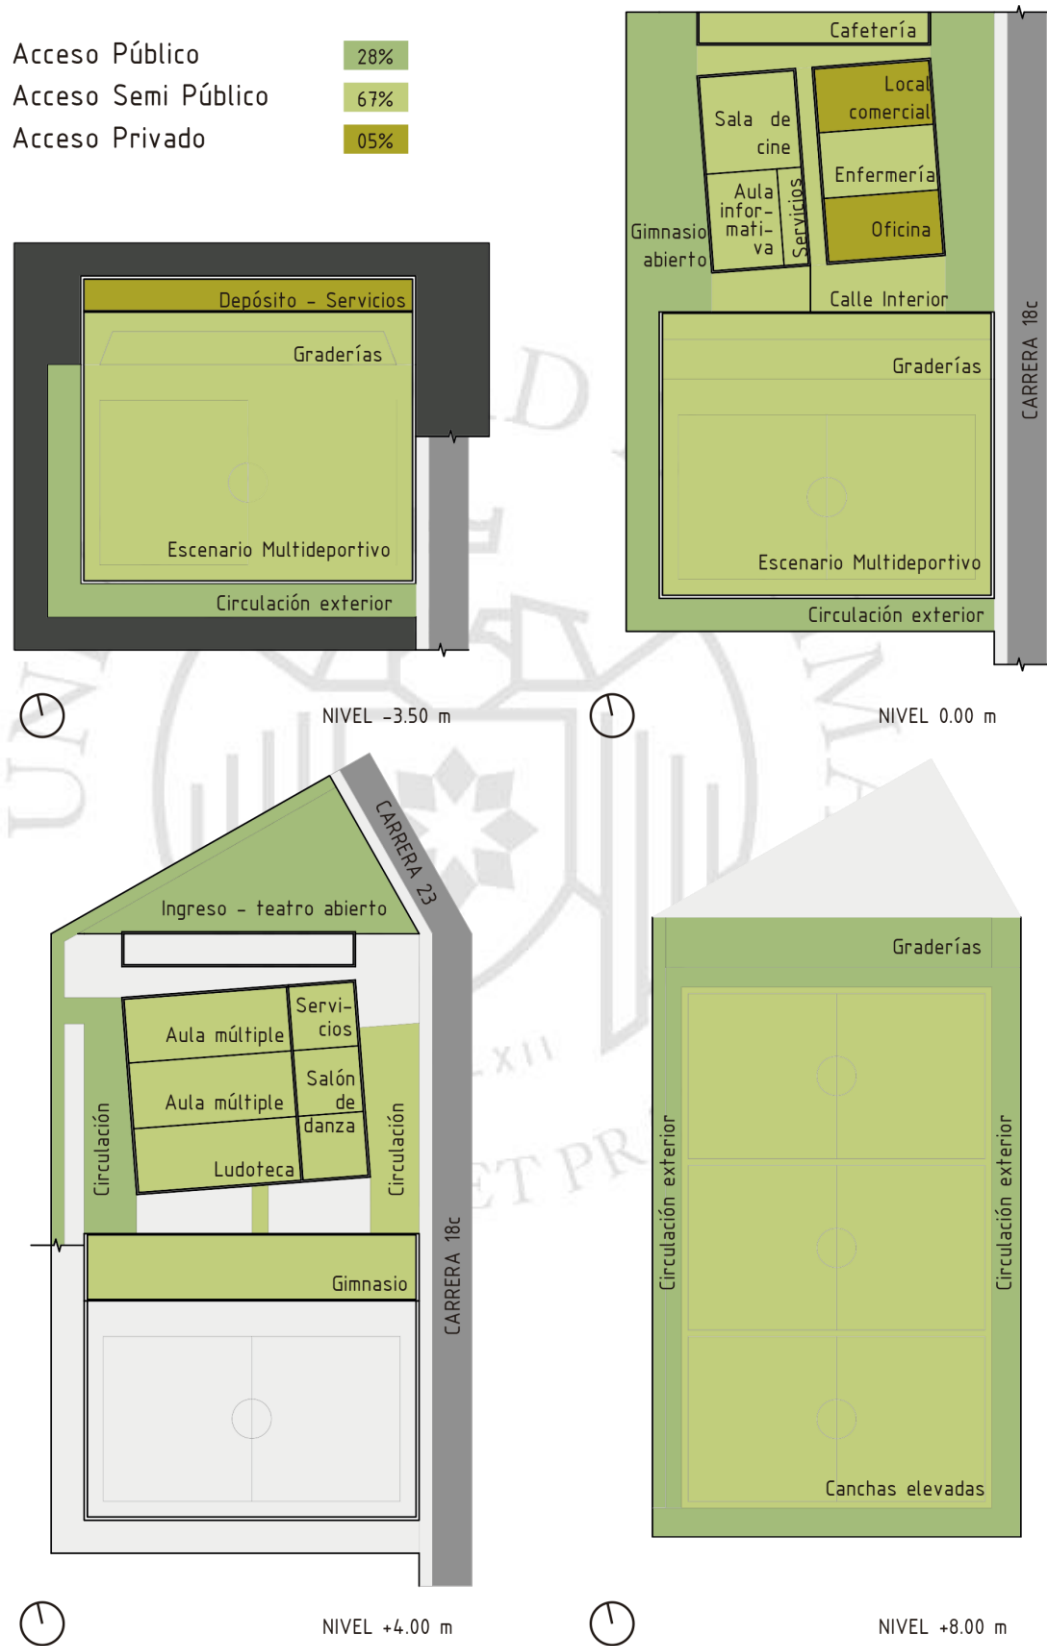 Acceso Público 28%
Acceso Semi Público 67%
Acceso Privado 05%
Depósito - Servicios
Graderías
Escenario Multideportivo
Circulación exterior
NIVEL -3.50 m
Cafetería
Sala de
cine
Local
comercial
Aula
infor-
mati-
va
Servicios
Enfermería
Oficina
Gimnasio
abierto
Calle Interior
Graderías
Escenario Multideportivo
Circulación exterior
CARRERA 18c
NIVEL 0.00 m
CARRERA 23
Ingreso - teatro abierto
Aula múltiple
Servi-
cios
Aula múltiple
Salón
de
danza
Ludoteca
Circulación
Circulación
Gimnasio
CARRERA 18c
NIVEL +4.00 m
Graderías
Circulación exterior
Circulación exterior
Canchas elevadas
NIVEL +8.00 m
LXII
ET PR